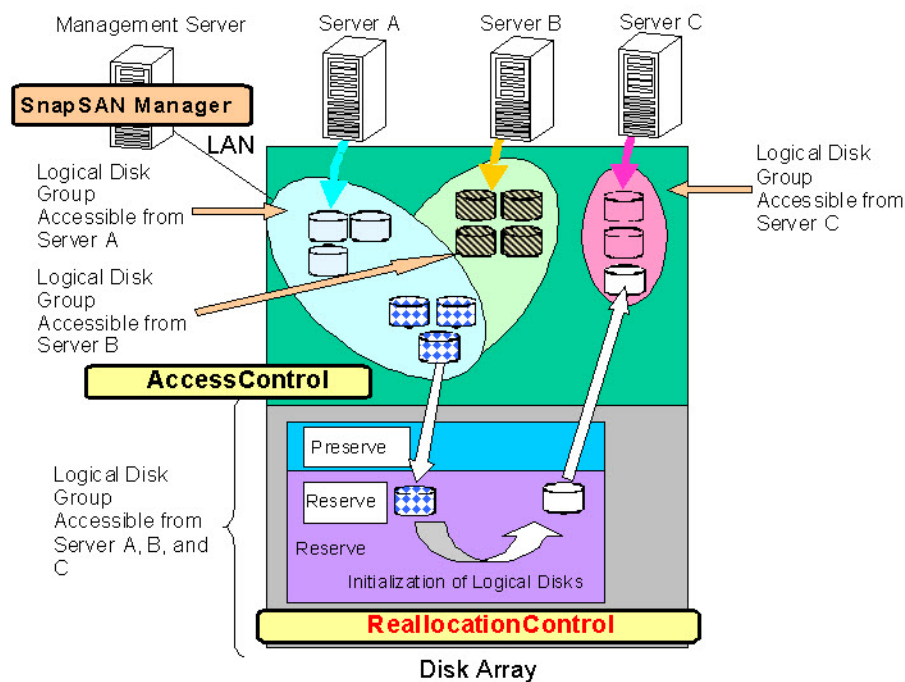 Management Server
Server A
Server B
Server C
SnapSAN Manager
LAN
Logical Disk
Group
Accessible from
Server A
Logical Disk
Group
Accessible from
Server C
Logical Disk
Group
Accessible from
Server B
AccessControl
Preserve
Logical Disk
Group
Accessible from
Server A, B, and
C
Reserve
Reserve
Initialization of Logical Disks
ReallocationControl
Disk Array